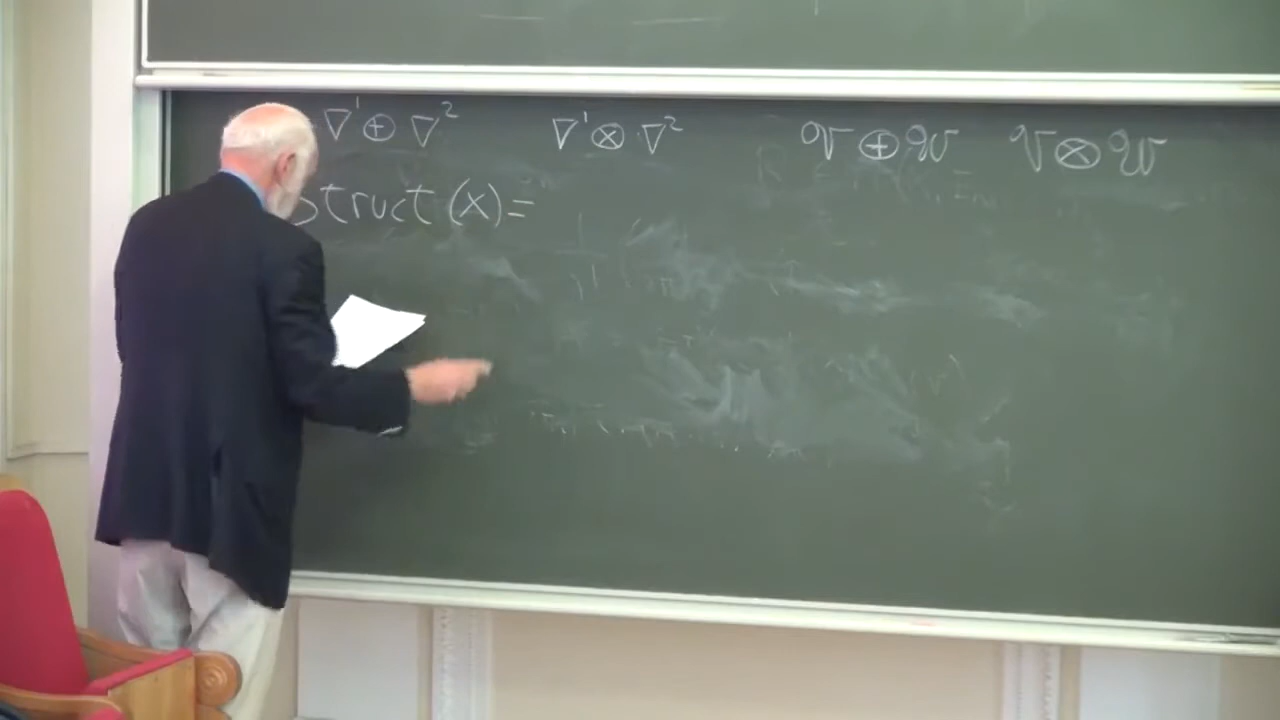 ∇¹ ⊕ ∇² ∇¹ ⊗ ∇² V ⊕ W V ⊗ W
Struct(x)=